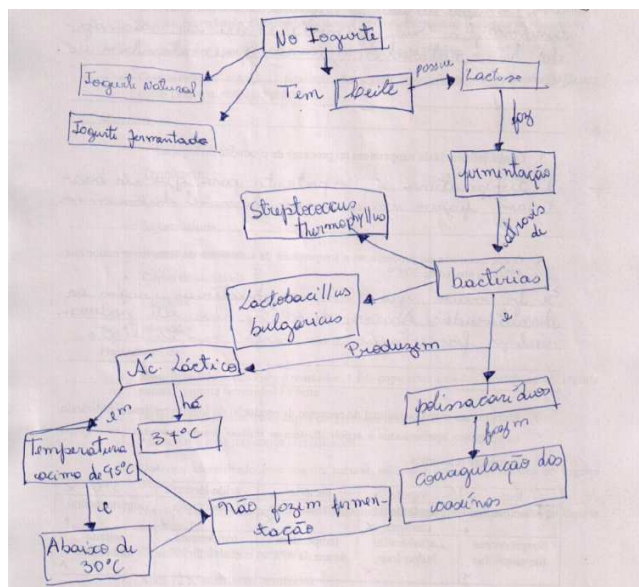 No Iogurte
Iogurte Natural
Iogurte fermentado
Tem
Leite
possui
Lactose
faz
fermentação
Através
de
bactérias
Streptococcus
thermophyllus
Lactobacillus
bulgaricus
e
Produzem
Ác. Láctico
polissacarídeos
fazem
coagulação das
caseínas
em
há
37°C
Temperatura
acima de 95°C
e
Abaixo de
30°C
Não fazem fermen-
tação